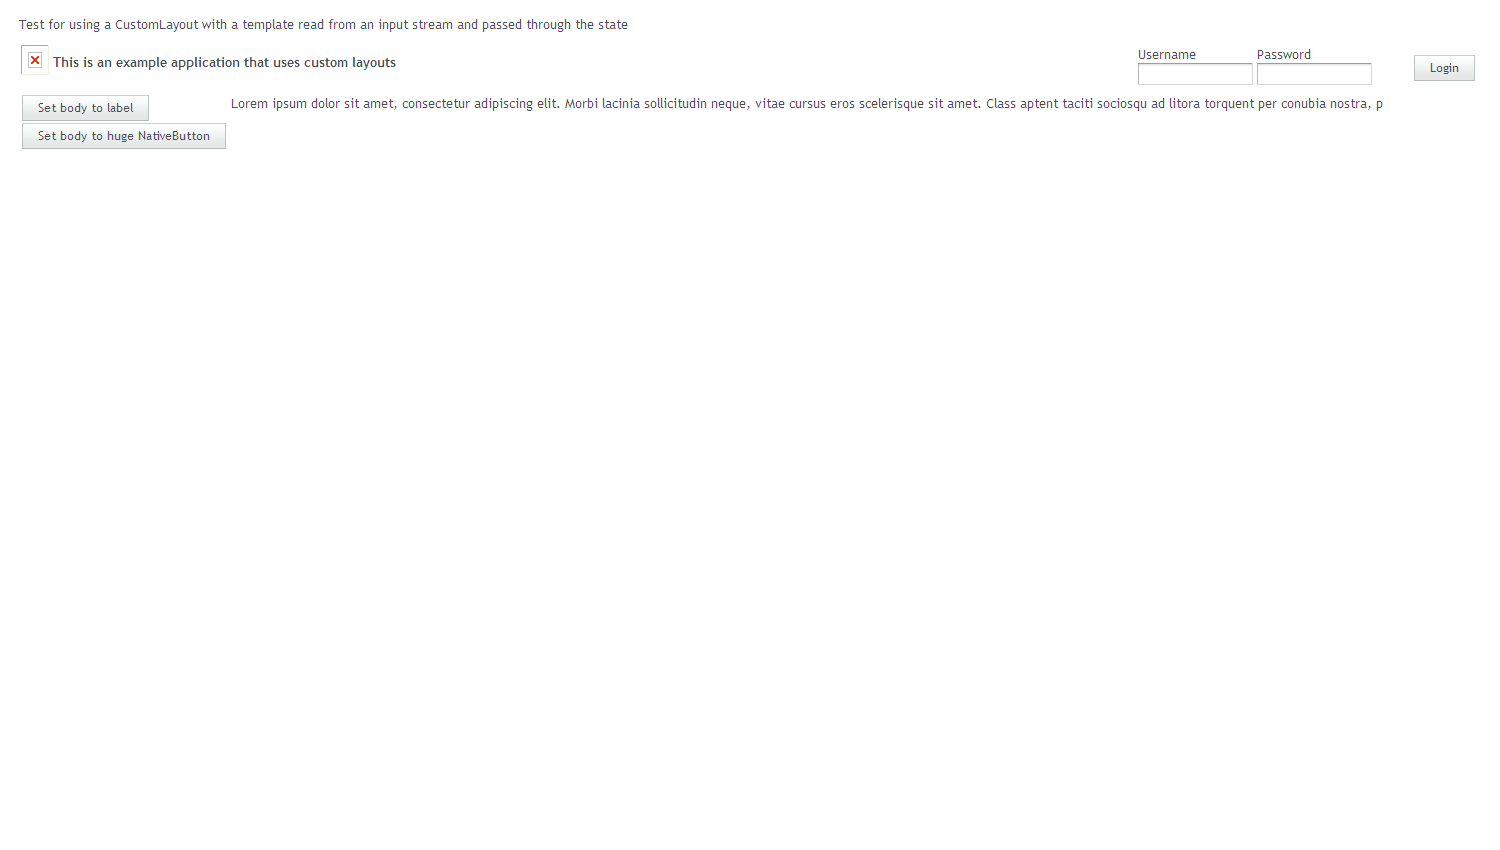 Test for using a CustomLayout with a template read from an input stream and passed through the state
This is an example application that uses custom layouts
Username
Password
Login
Set body to label
Lorem ipsum dolor sit amet, consectetur adipiscing elit. Morbi lacinia sollicitudin neque, vitae cursus eros scelerisque sit amet. Class aptent taciti sociosqu ad litora torquent per conubia nostra, p
Set body to huge NativeButton